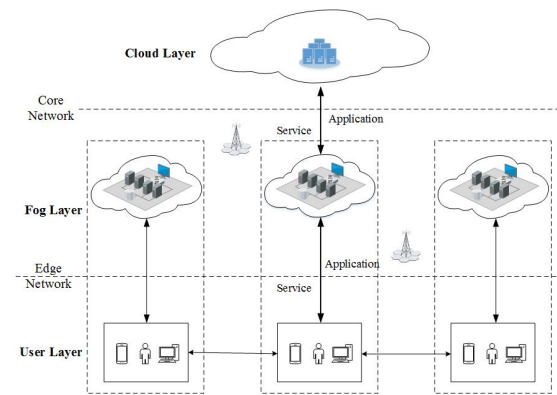 Cloud Layer
Core
Network
Application
Service
Fog Layer
Edge
Network
Application
Service
User Layer